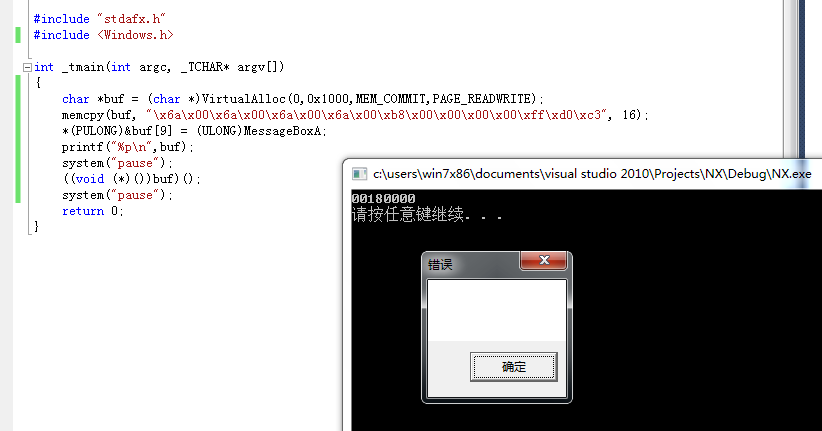 #include "stdafx.h"
#include <Windows.h>
int _tmain(int argc, _TCHAR* argv[])
{
char *buf = (char *)VirtualAlloc(0,0x1000,MEM_COMMIT,PAGE_READWRITE);
memcpy(buf, "\x6a\x00\x6a\x00\x6a\x00\x6a\x00\xb8\x00\x00\x00\x00\xff\xd0\xc3", 16);
*(PULONG)&buf[9] = (ULONG)MessageBoxA;
printf("%p\n",buf);
system("pause");
((void (*)())buf)();
system("pause");
return 0;
}
c:\users\win7x86\documents\visual studio 2010\Projects\NX\Debug\NX.exe
00180000
请按任意键继续. . .
错误
确定